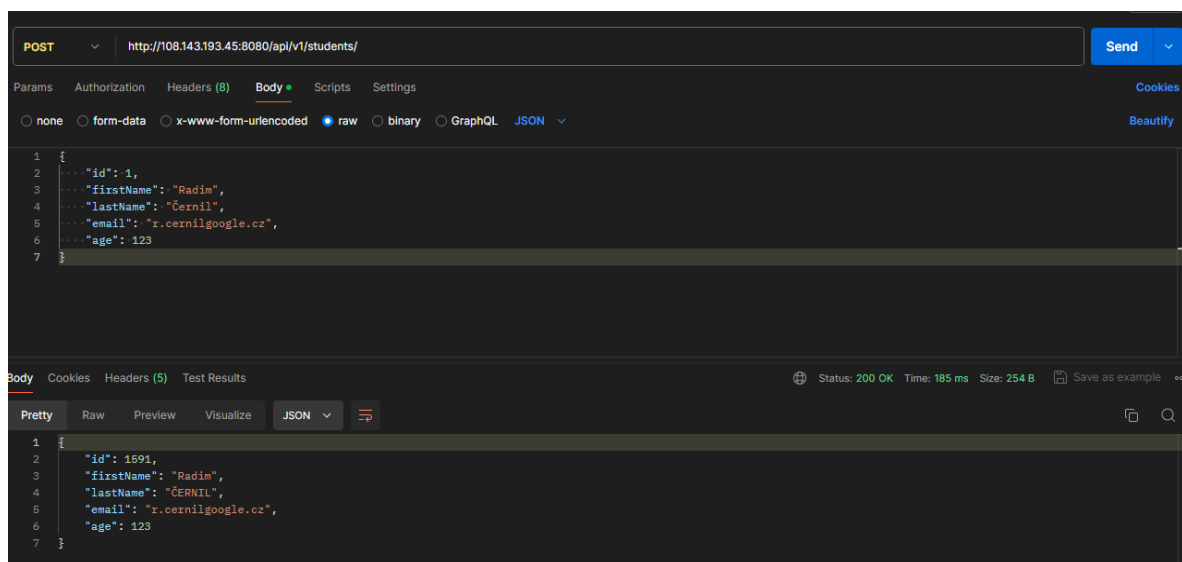 POST http://108.143.193.45:8080/api/v1/students/ Send
Params Authorization Headers (8) Body Scripts Settings Cookies
none form-data x-www-form-urlencoded raw binary GraphQL JSON Beautify
1 {
2 "id": 1,
3 "firstName": "Radim",
4 "lastName": "Černil",
5 "email": "r.cernilgoogle.cz",
6 "age": 123
7 }
Body Cookies Headers (5) Test Results Status: 200 OK Time: 185 ms Size: 254 B Save as example
Pretty Raw Preview Visualize JSON
1 {
2 "id": 1591,
3 "firstName": "Radim",
4 "lastName": "ČERNIL",
5 "email": "r.cernilgoogle.cz",
6 "age": 123
7 }